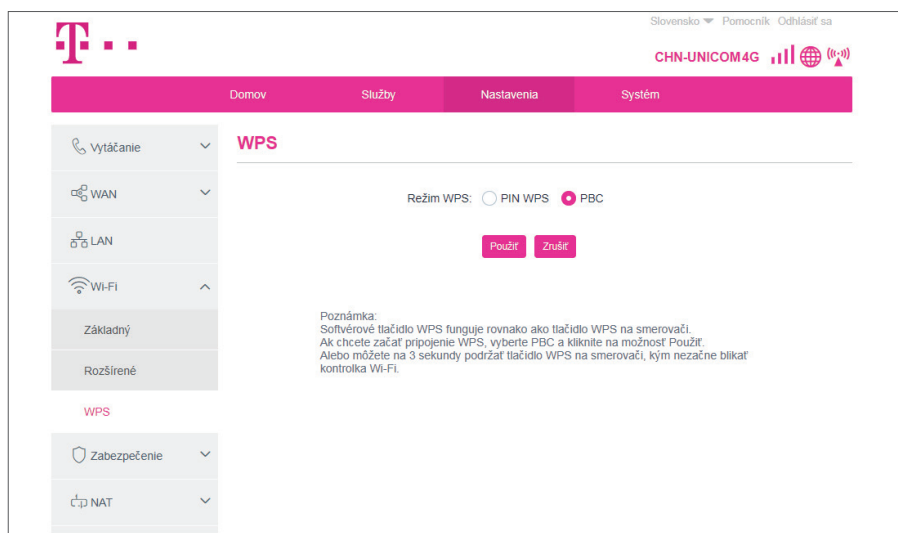 Slovensko Pomocník Odhlásiť sa
T
CHN-UNICOM4G
Domov Služby Nastavenia Systém
Vytáčanie
WAN
LAN
Wi-Fi
Základný
Rozšírené
WPS
Zabezpečenie
NAT
WPS
Režim WPS: PIN WPS PBC
Použiť Zrušiť
Poznámka:
Softvérové tlačidlo WPS funguje rovnako ako tlačidlo WPS na smerovači.
Ak chcete začať pripojenie WPS, vyberte PBC a kliknite na možnosť Použiť.
Alebo môžete na 3 sekundy podržať tlačidlo WPS na smerovači, kým nezačne blikať
kontrolka Wi-Fi.